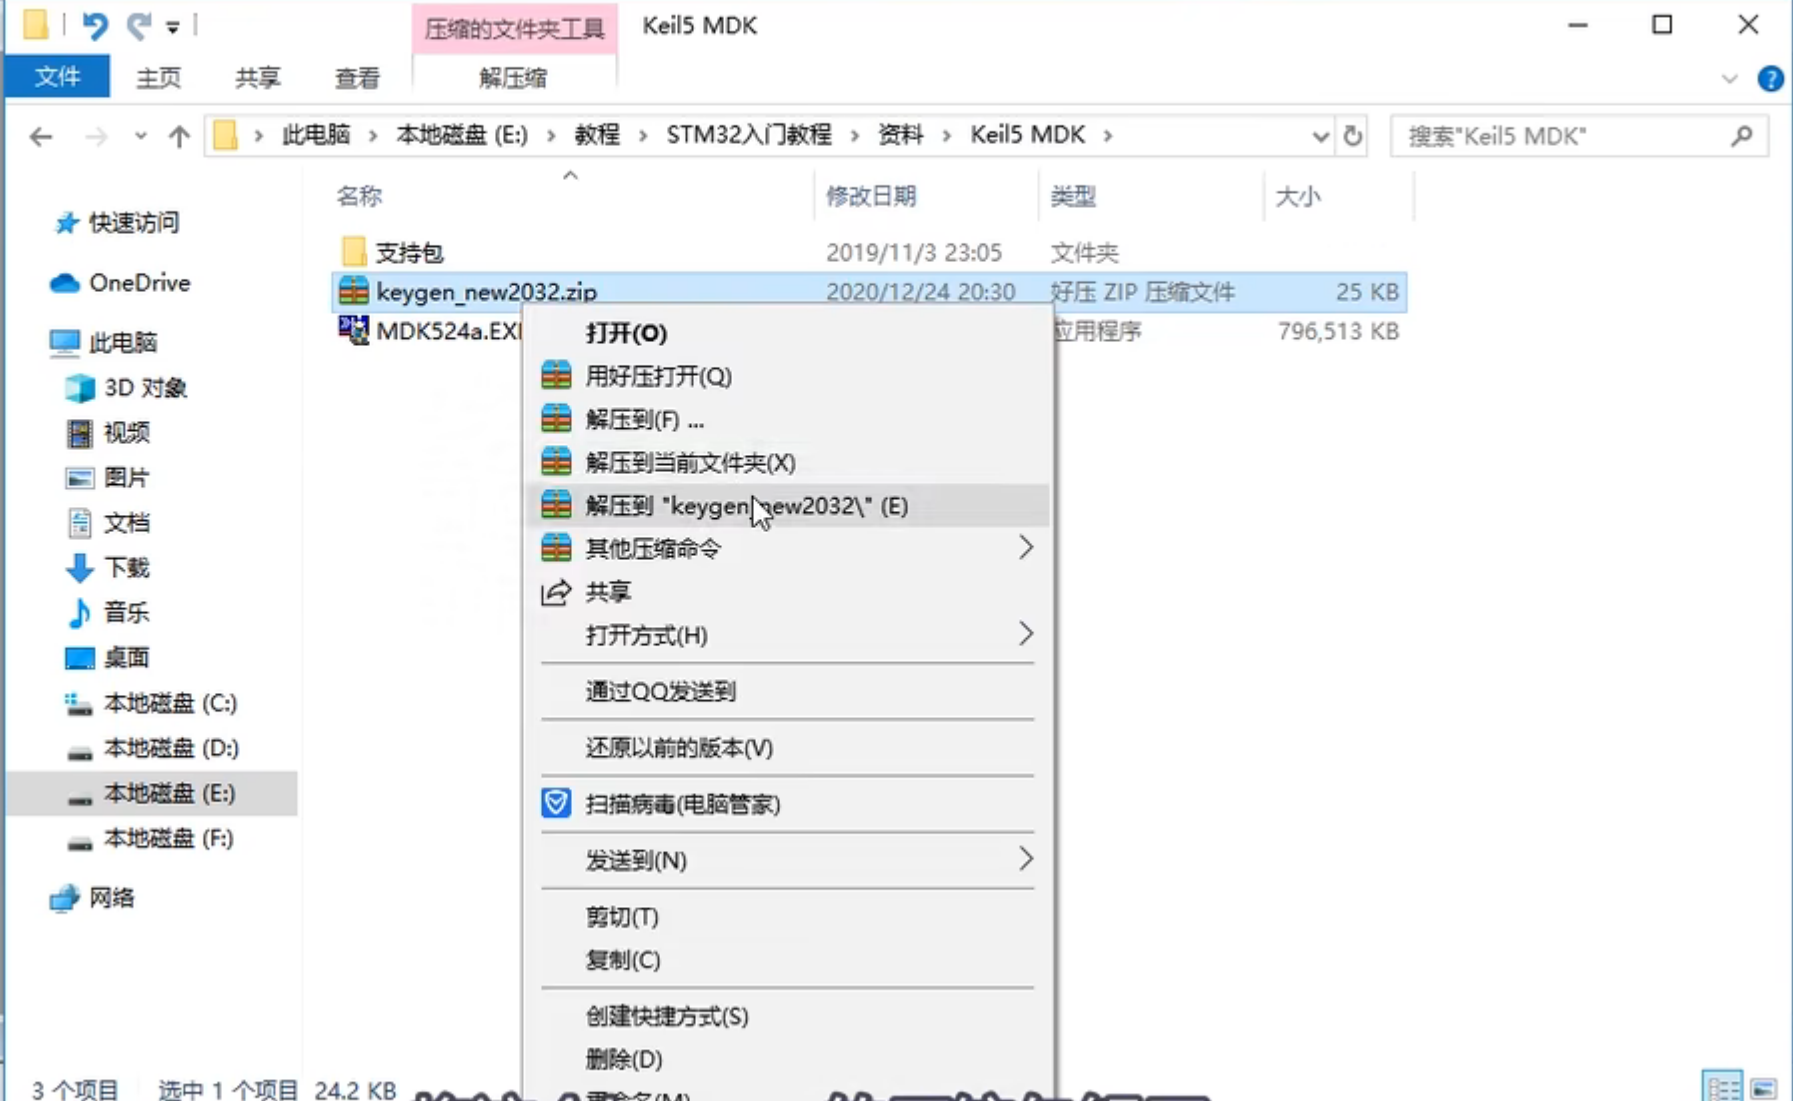 压缩的文件夹工具 Keil5 MDK
文件 主页 共享 查看 解压缩
此电脑 本地磁盘 (E:) 教程 STM32入门教程 资料 Keil5 MDK 搜索"Keil5 MDK"
名称 修改日期 类型 大小
快速访问
OneDrive
此电脑
3D 对象
视频
图片
文档
下载
音乐
桌面
本地磁盘 (C:)
本地磁盘 (D:)
本地磁盘 (E:)
本地磁盘 (F:)
网络
支持包 2019/11/3 23:05 文件夹
keygen_new2032.zip 2020/12/24 20:30 好压 ZIP 压缩文件 25 KB
MDK524a.EX 应用程序 796,513 KB
打开(O)
用好压打开(Q)
解压到(F) ...
解压到当前文件夹(X)
解压到 "keygen_new2032\" (E)
其他压缩命令
共享
打开方式(H)
通过QQ发送到
还原以前的版本(V)
扫描病毒(电脑管家)
发送到(N)
剪切(T)
复制(C)
创建快捷方式(S)
删除(D)
3 个项目 选中 1 个项目 24.2 KB